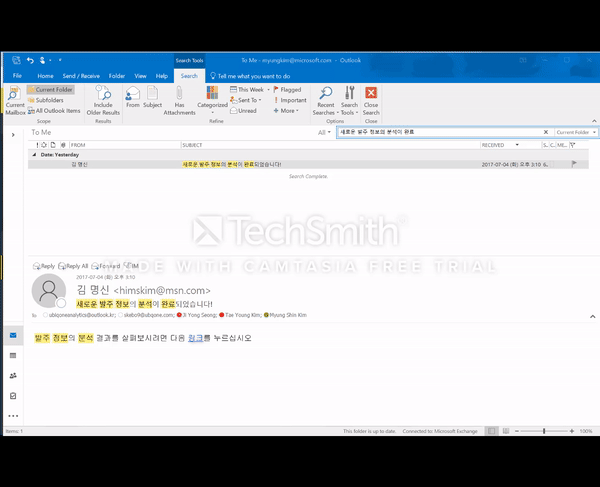 Search Tools
To Me - myungkim@microsoft.com - Outlook
File Home Send / Receive Folder Help View Search Tell me what you want to do
Current Mailbox
Current Folder
Subfolders
All Outlook Items
Scope
Include Older Results
Results
From
Subject
Has Attachments
Categorized
This Week
Sent To
Unread
Flagged
Important
More
Refine
Recent Searches
Search Tools
Options
Close Search
Close
To Me
All
새로운 발주 정보의 분석이 완료
Current Folder
FROM SUBJECT RECEIVED
Date: Yesterday
김 명신 새로운 발주 정보의 분석이 완료되었습니다! 2017-07-04 (화) 오후 3:10
Search Complete.
TechSmith
MADE WITH CAMTASIA FREE TRIAL
Reply Reply All Forward IM
2017-07-04 (화) 오후 3:10
김 명신 <himskim@msn.com>
새로운 발주 정보의 분석이 완료되었습니다!
To ubiqoneanalytics@outlook.kr; skebo9@ubiqone.com; Ji Yong Seong; Tae Young Kim; Myung Shin Kim
발주 정보의 분석 결과를 살펴보시려면 다음 링크를 누르십시오
Items: 1
This folder is up to date. Connected to: Microsoft Exchange
100%